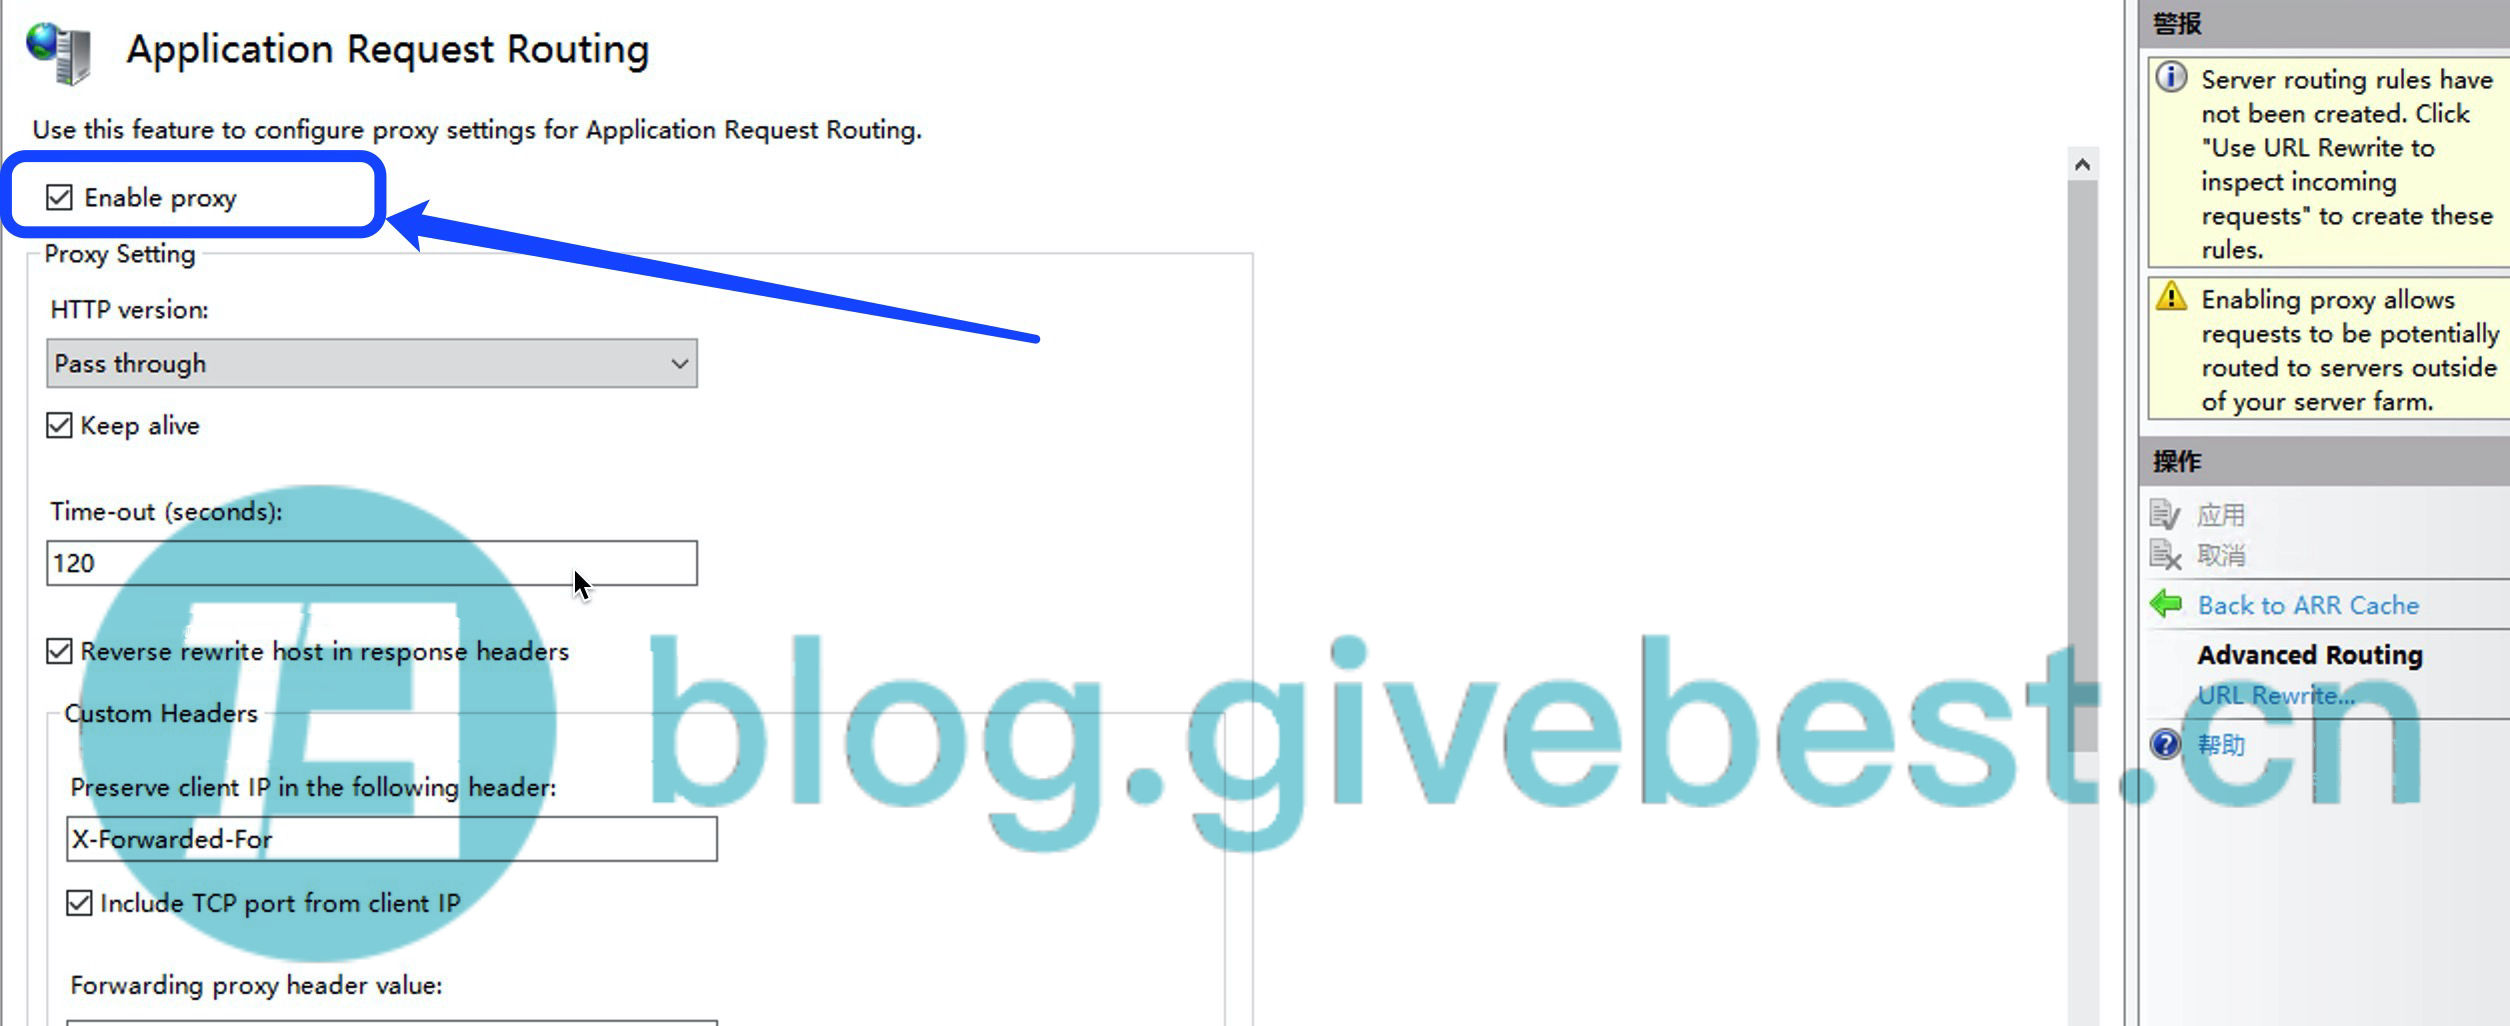 Application Request Routing
Use this feature to configure proxy settings for Application Request Routing.
Enable proxy
Proxy Setting
HTTP version:
Pass through
Keep alive
Time-out (seconds):
120
Reverse rewrite host in response headers
Custom Headers
Preserve client IP in the following header:
X-Forwarded-For
Include TCP port from client IP
Forwarding proxy header value:
blog.givebest.cn
警报
Server routing rules have
not been created. Click
"Use URL Rewrite to
inspect incoming
requests" to create these
rules.
Enabling proxy allows
requests to be potentially
routed to servers outside
of your server farm.
操作
应用
取消
Back to ARR Cache
Advanced Routing
URL Rewrite...
帮助